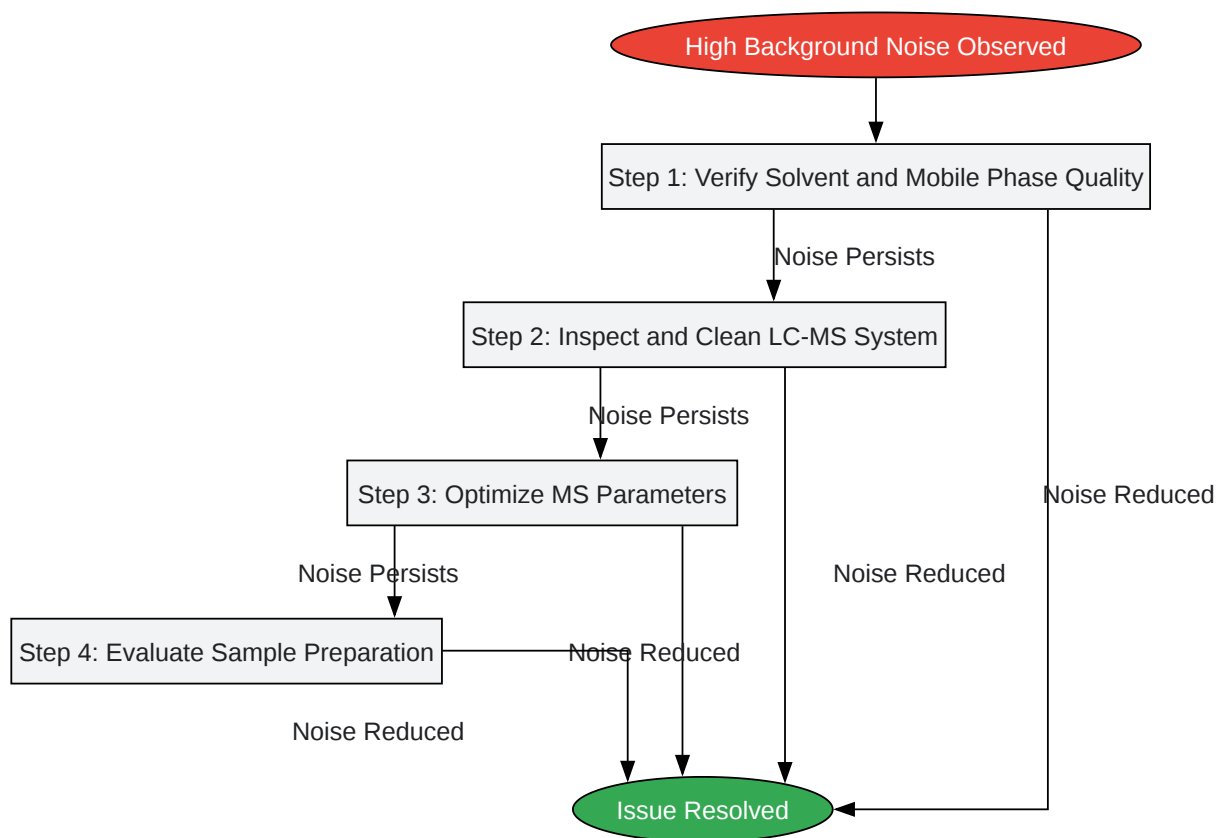 High Background Noise Observed
Step 1: Verify Solvent and Mobile Phase Quality
Noise Persists
Step 2: Inspect and Clean LC-MS System
Noise Persists
Step 3: Optimize MS Parameters
Noise Reduced
Noise Persists
Noise Reduced
Step 4: Evaluate Sample Preparation
Noise Reduced
Noise Reduced
Issue Resolved